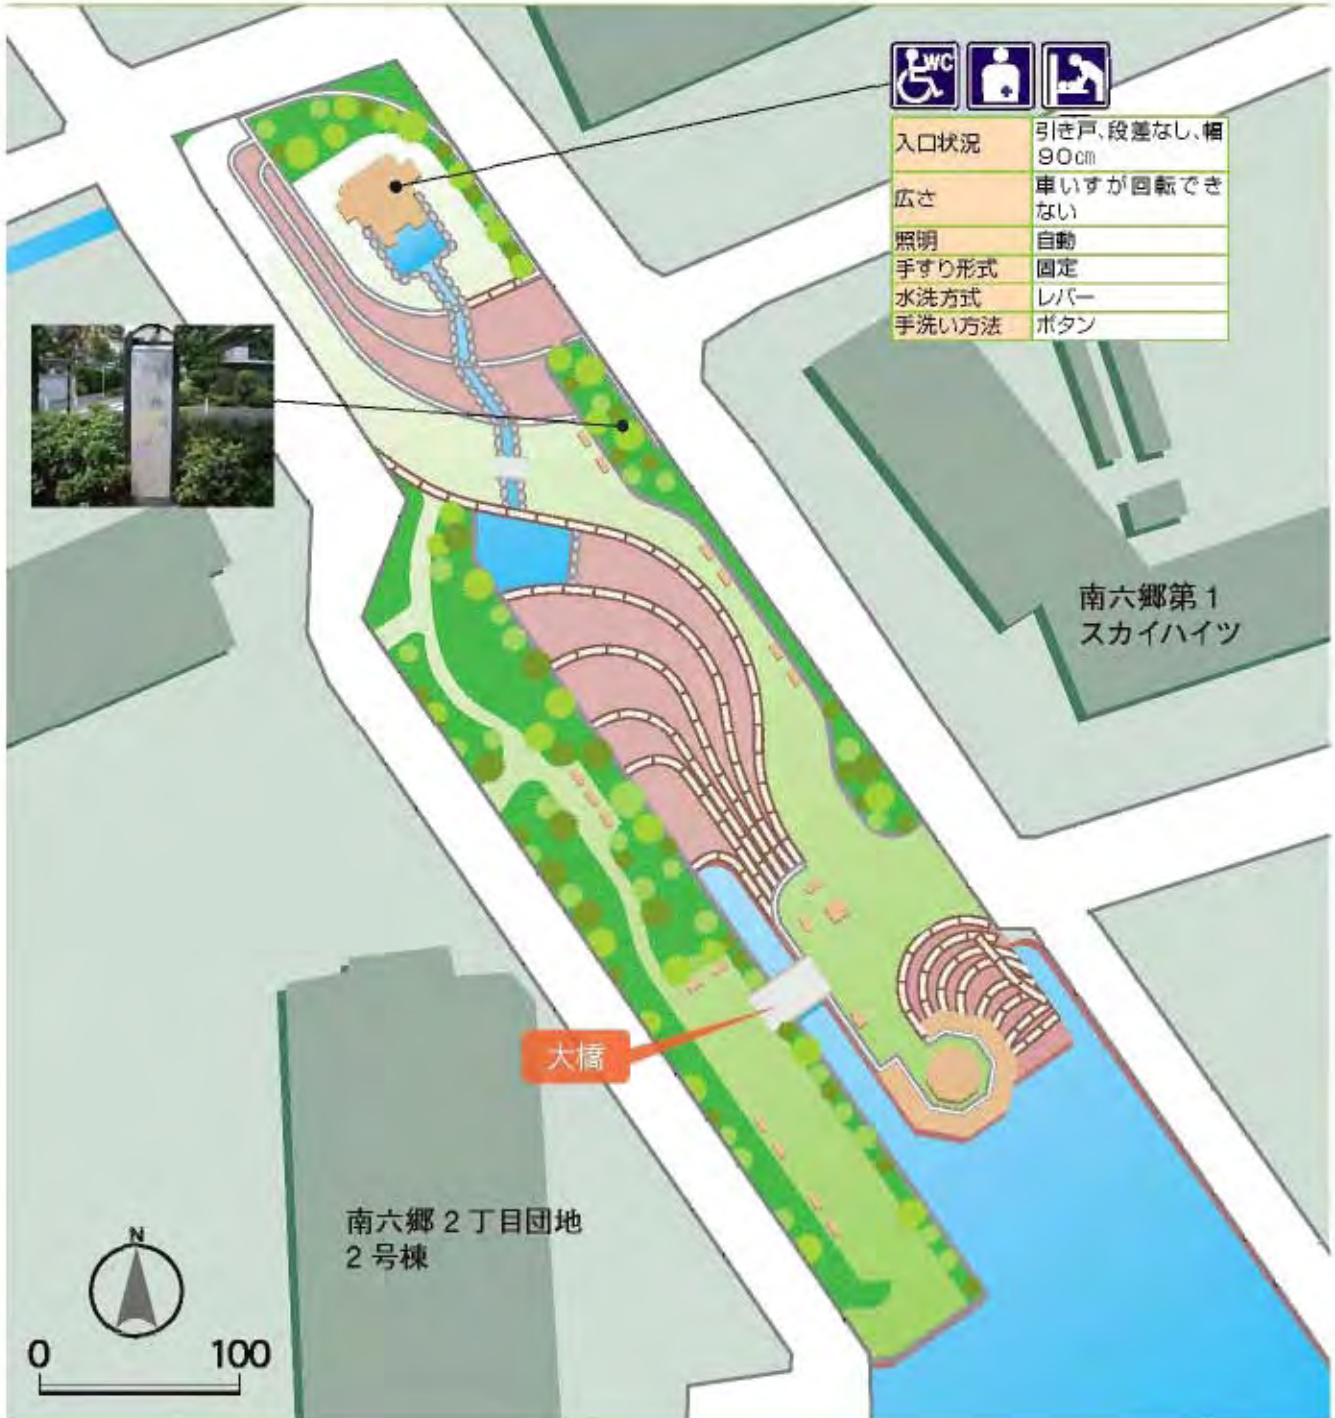 WC
入口状況 引き戸、段差なし、幅
90㎝
広さ 車いすが回転でき
ない
照明 自動
手すり形式 固定
水洗方式 レバー
手洗い方法 ボタン
南六郷第1
スカイハイツ
大橋
南六郷2丁目団地
2号棟
N
0 100